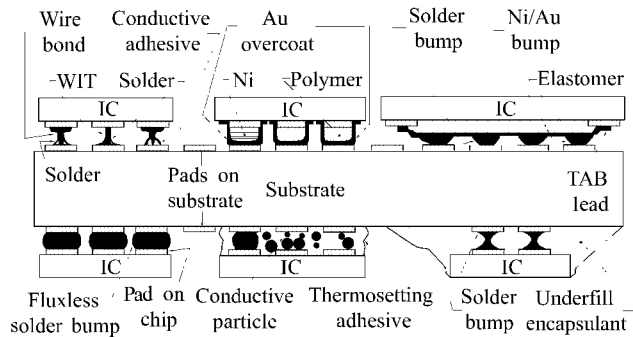 Wire
bond
Conductive
adhesive
Au
overcoat
Solder
bump
Ni/Au
bump
WIT
Solder
Ni
Polymer
Elastomer
IC
IC
IC
Solder
Pads on
substrate
Substrate
TAB
lead
IC
IC
IC
Fluxless
solder bump
Pad on
chip
Conductive
particle
Thermosetting
adhesive
Solder
bump
Underfill
encapsulant